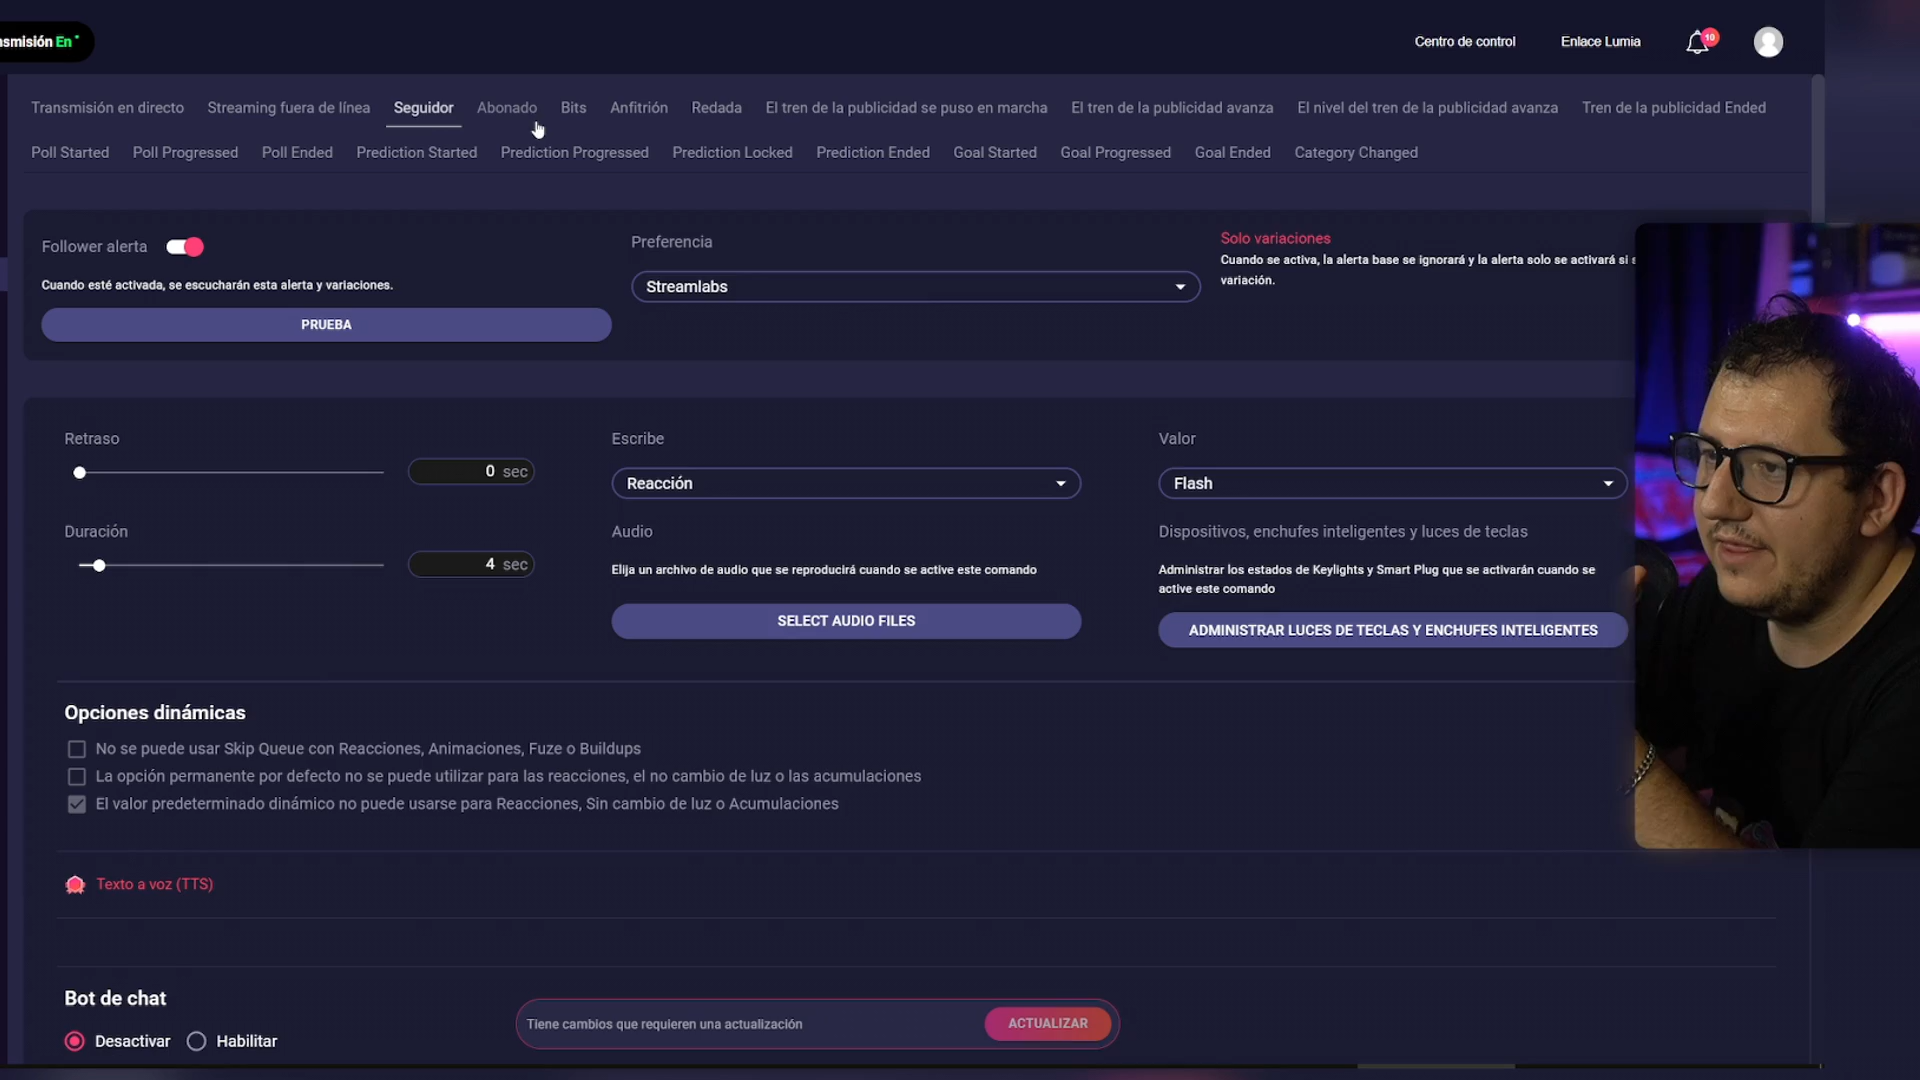 smisión En
Centro de control
Enlace Lumia
10
Transmisión en directo
Streaming fuera de línea
Seguidor
Abonado
Bits
Anfitrión
Redada
El tren de la publicidad se puso en marcha
El tren de la publicidad avanza
El nivel del tren de la publicidad avanza
Tren de la publicidad Ended
Poll Started
Poll Progressed
Poll Ended
Prediction Started
Prediction Progressed
Prediction Locked
Prediction Ended
Goal Started
Goal Progressed
Goal Ended
Category Changed
Follower alerta
Cuando esté activada, se escucharán esta alerta y variaciones.
PRUEBA
Preferencia
Streamlabs
Solo variaciones
Cuando se activa, la alerta base se ignorará y la alerta solo se activará si
variación.
Retraso
0 sec
Duración
4 sec
Escribe
Reacción
Audio
Elija un archivo de audio que se reproducirá cuando se active este comando
SELECT AUDIO FILES
Valor
Flash
Dispositivos, enchufes inteligentes y luces de teclas
Administrar los estados de Keylights y Smart Plug que se activarán cuando se
active este comando
ADMINISTRAR LUCES DE TECLAS Y ENCHUFES INTELIGENTES
Opciones dinámicas
No se puede usar Skip Queue con Reacciones, Animaciones, Fuze o Buildups
La opción permanente por defecto no se puede utilizar para las reacciones, el no cambio de luz o las acumulaciones
El valor predeterminado dinámico no puede usarse para Reacciones, Sin cambio de luz o Acumulaciones
Texto a voz (TTS)
Bot de chat
Desactivar
Habilitar
Tiene cambios que requieren una actualización
ACTUALIZAR